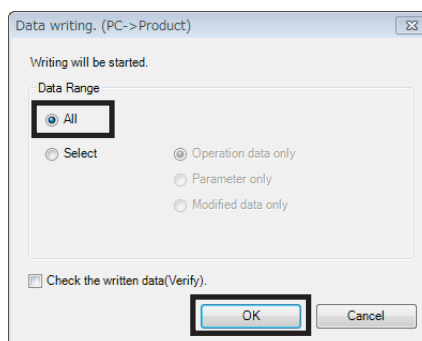 Data writing. (PC->Product)
Writing will be started.
Data Range
All
Select
Operation data only
Parameter only
Modified data only
Check the written data(Verify).
OK
Cancel